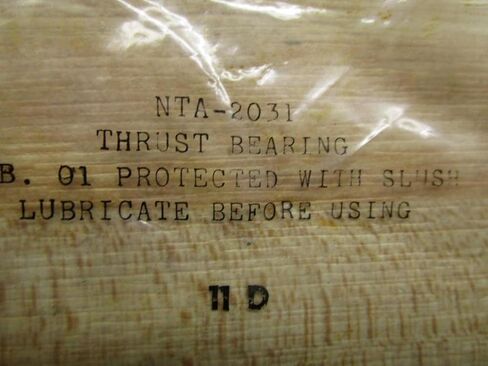 NTA-2031
THRUST BEARING
B. 01 PROTECTED WITH SLUSH
LUBRICATE BEFORE USING
11 D